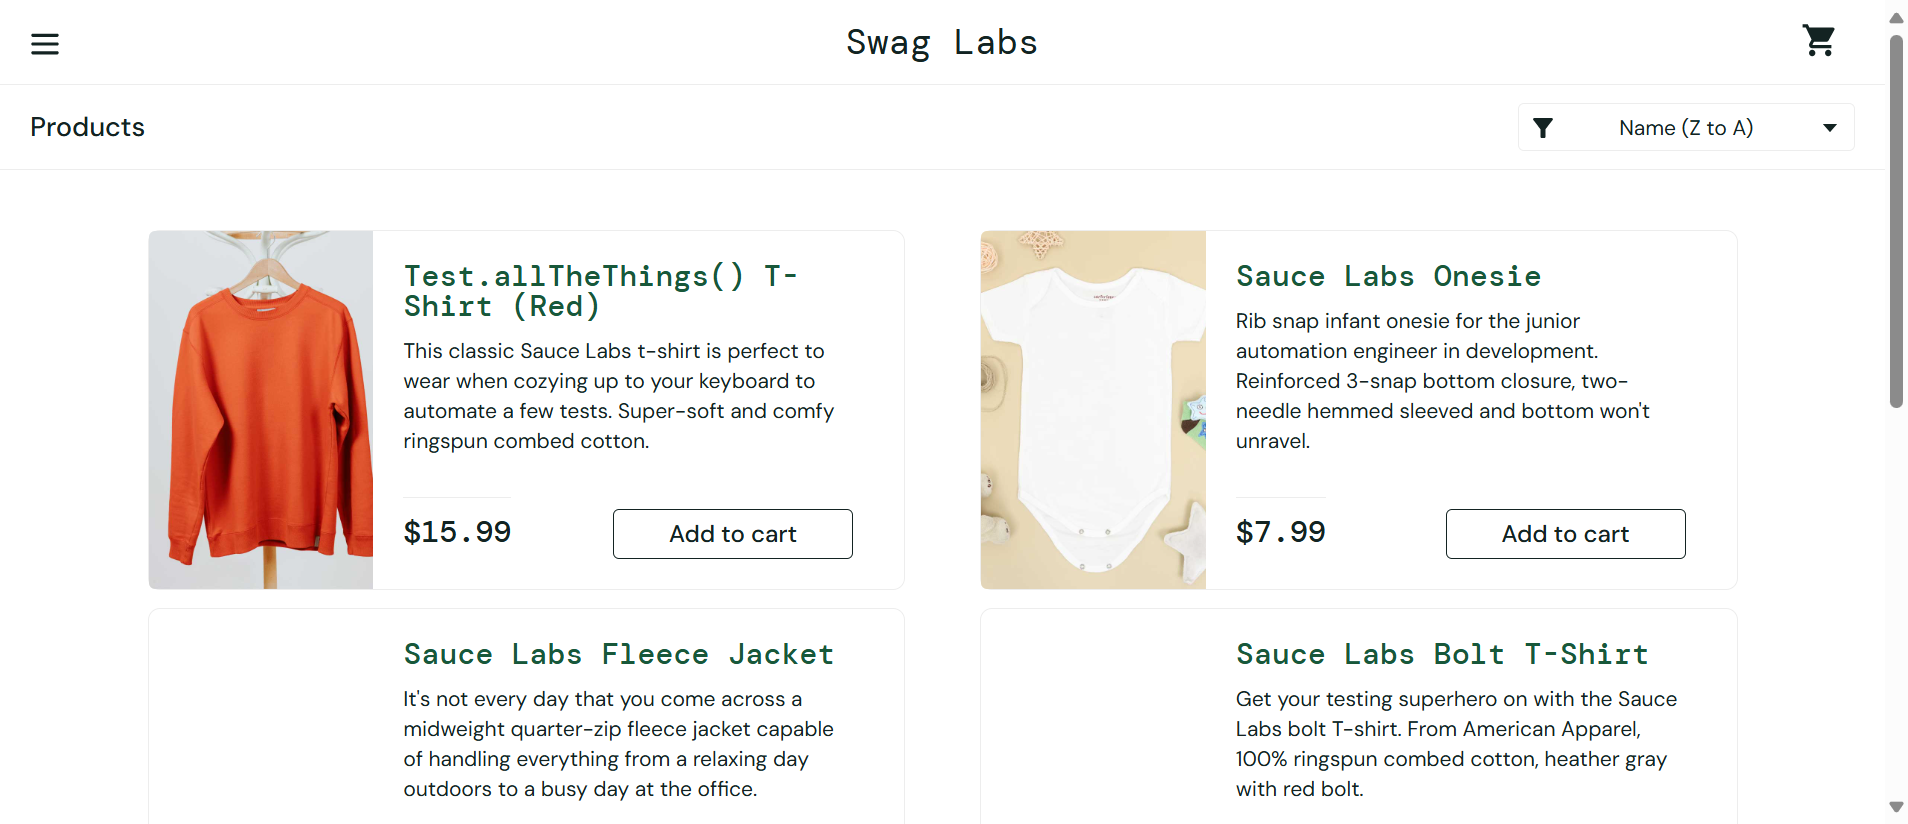 Swag Labs
Products
Name (Z to A)
Test.allTheThings() T-
Shirt (Red)
This classic Sauce Labs t-shirt is perfect to
wear when cozying up to your keyboard to
automate a few tests. Super-soft and comfy
ringspun combed cotton.
$15.99
Add to cart
Sauce Labs Onesie
Rib snap infant onesie for the junior
automation engineer in development.
Reinforced 3-snap bottom closure, two-
needle hemmed sleeved and bottom won't
unravel.
$7.99
Add to cart
Sauce Labs Fleece Jacket
It's not every day that you come across a
midweight quarter-zip fleece jacket capable
of handling everything from a relaxing day
outdoors to a busy day at the office.
Sauce Labs Bolt T-Shirt
Get your testing superhero on with the Sauce
Labs bolt T-shirt. From American Apparel,
100% ringspun combed cotton, heather gray
with red bolt.